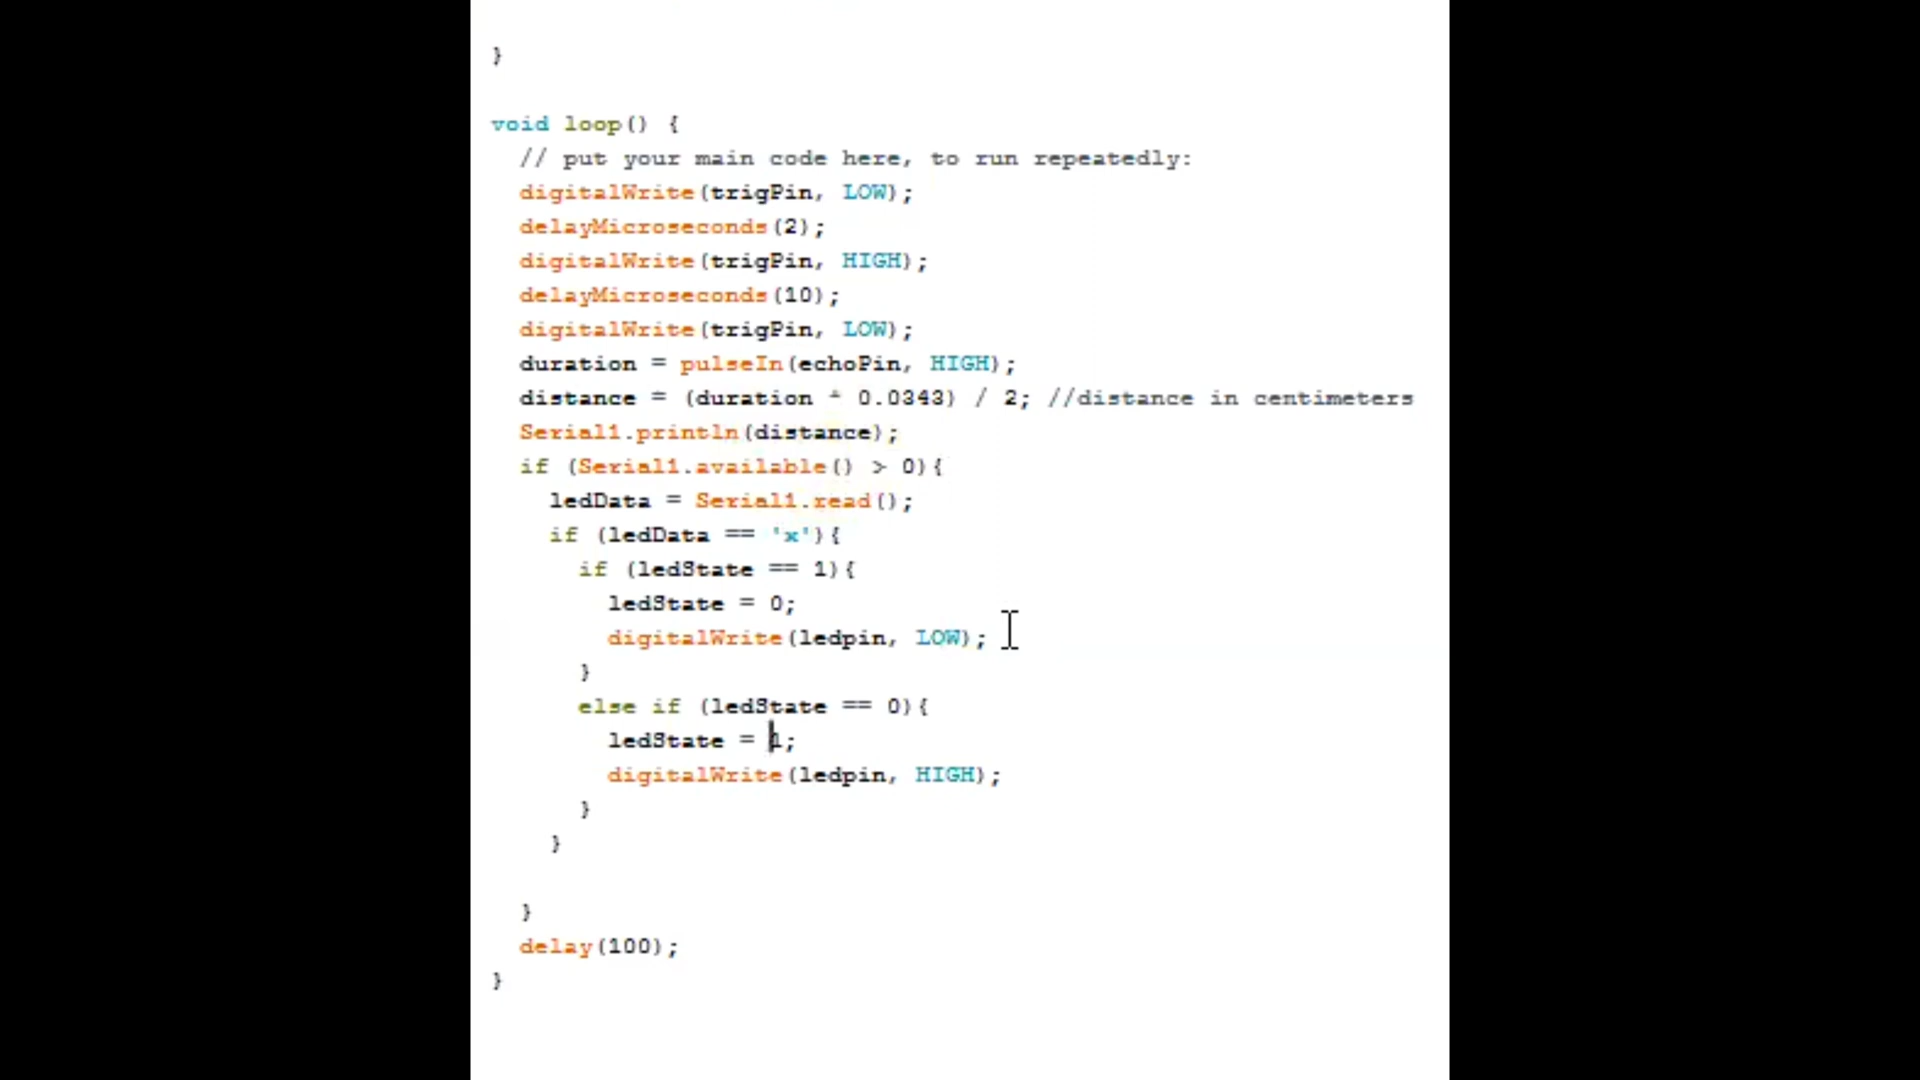 }
void loop() {
// put your main code here, to run repeatedly:
digitalWrite(trigPin, LOW);
delayMicroseconds(2);
digitalWrite(trigPin, HIGH);
delayMicroseconds(10);
digitalWrite(trigPin, LOW);
duration = pulseIn(echoPin, HIGH);
distance = (duration * 0.0343) / 2; //distance in centimeters
Serial1.println(distance);
if (Serial1.available() > 0){
ledData = Serial1.read();
if (ledData == 'x'){
if (ledState == 1){
ledState = 0;
digitalWrite(ledpin, LOW);
}
else if (ledState == 0){
ledState = 1;
digitalWrite(ledpin, HIGH);
}
}
}
delay(100);
}